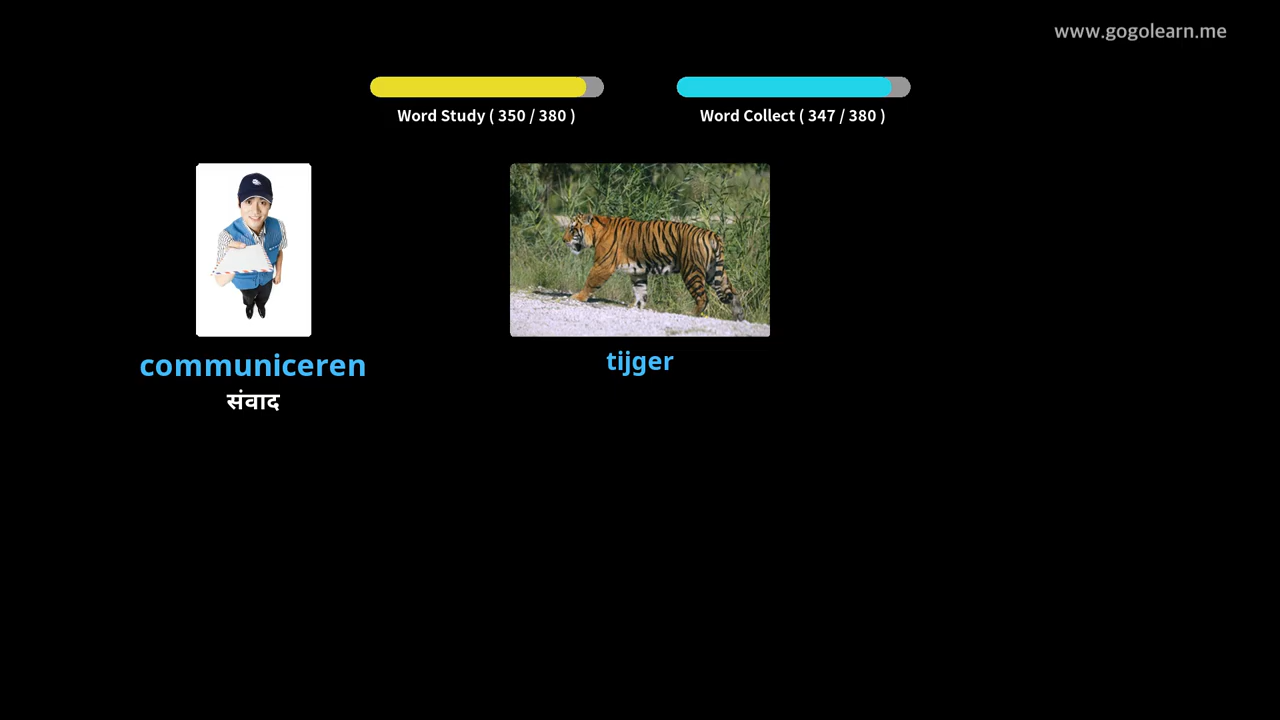 www.gogolearn.me
Word Study ( 350 / 380 )
Word Collect ( 347 / 380 )
communiceren
संवाद
tijger